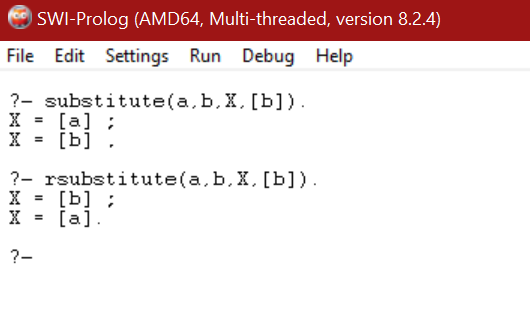 SWI-Prolog (AMD64, Multi-threaded, version 8.2.4)
File Edit Settings Run Debug Help
?- substitute(a,b,X,[b]).
X = [a] ;
X = [b] .
?- rsubstitute(a,b,X,[b]).
X = [b] ;
X = [a].
?-